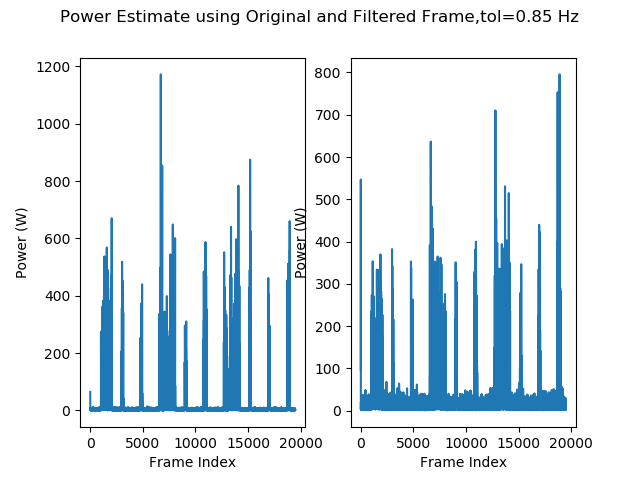 Power Estimate using Original and Filtered Frame,tol=0.85 Hz
Power (W)
1200
1000
800
600
400
200
0
0 5000 10000 15000 20000
Frame Index
Power (W)
800
700
600
500
400
300
200
100
0
0 5000 10000 15000 20000
Frame Index